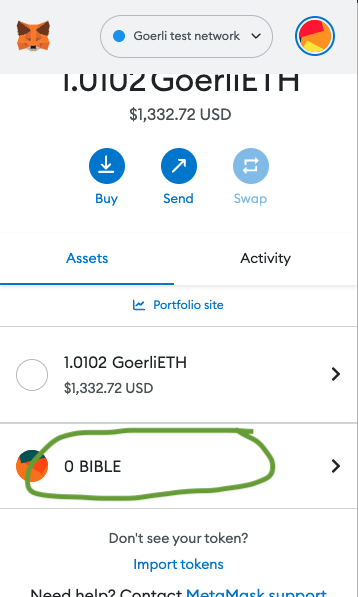 Goerli test network
1.0102 GoerliETH
$1,332.72 USD
Buy
Send
Swap
Assets
Activity
Portfolio site
1.0102 GoerliETH
$1,332.72 USD
0 BIBLE
Don't see your token?
Import tokens
Need help? Contact MetaMask support